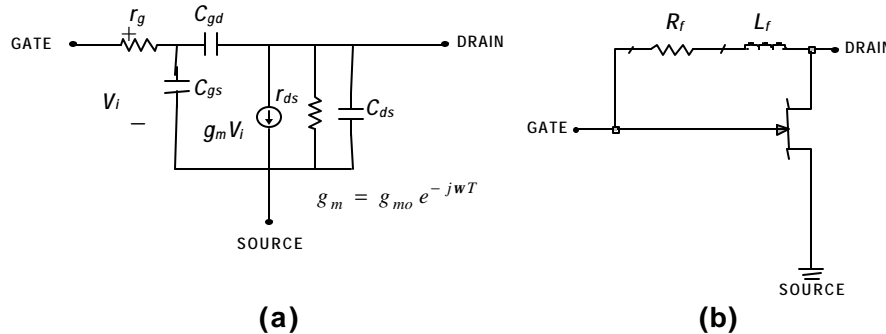 r_g
+
C_gd
GATE
DRAIN
C_gs
V_i
−
r_ds
g_mV_i
C_ds
g_m = g_mo e^{-jwT}
SOURCE
(a)
R_f
L_f
DRAIN
GATE
SOURCE
(b)